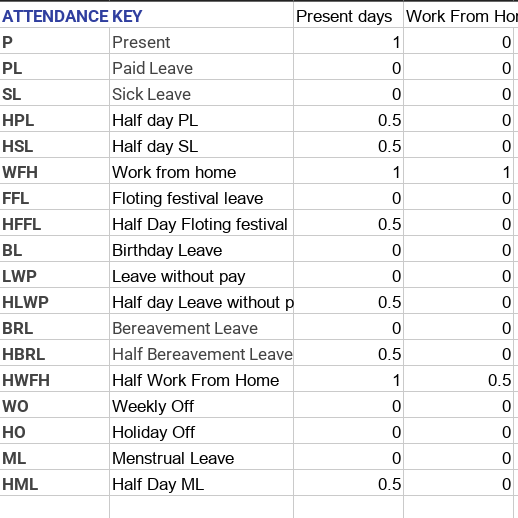 ATTENDANCE KEY Present days Work From Hor
P Present 1 0
PL Paid Leave 0 0
SL Sick Leave 0 0
HPL Half day PL 0.5 0
HSL Half day SL 0.5 0
WFH Work from home 1 1
FFL Floting festival leave 0 0
HFFL Half Day Floting festival 0.5 0
BL Birthday Leave 0 0
LWP Leave without pay 0 0
HLWP Half day Leave without p 0.5 0
BRL Bereavement Leave 0 0
HBRL Half Bereavement Leave 0.5 0
HWFH Half Work From Home 1 0.5
WO Weekly Off 0 0
HO Holiday Off 0 0
ML Menstrual Leave 0 0
HML Half Day ML 0.5 0